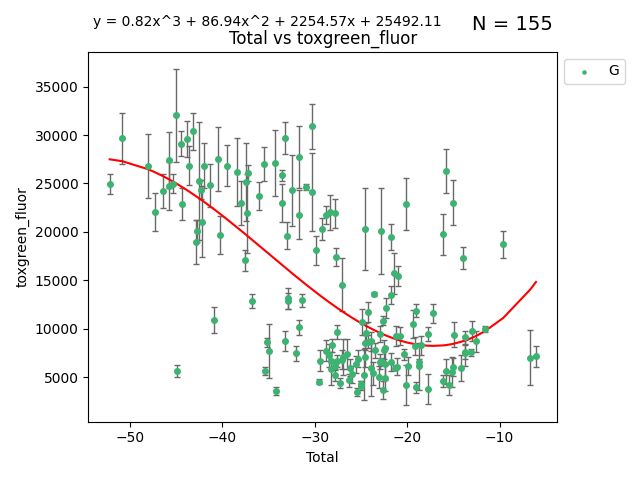 y = 0.82x^3 + 86.94x^2 + 2254.57x + 25492.11
N = 155
Total vs toxgreen_fluor
G
toxgreen_fluor
35000
30000
25000
20000
15000
10000
5000
−50
−40
−30
−20
−10
Total